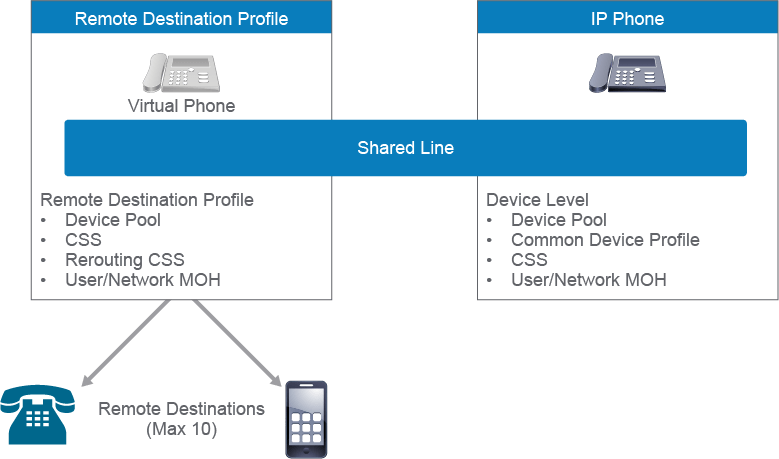 Remote Destination Profile
Virtual Phone
IP Phone
Shared Line
Remote Destination Profile
• Device Pool
• CSS
• Rerouting CSS
• User/Network MOH
Device Level
• Device Pool
• Common Device Profile
• CSS
• User/Network MOH
Remote Destinations
(Max 10)